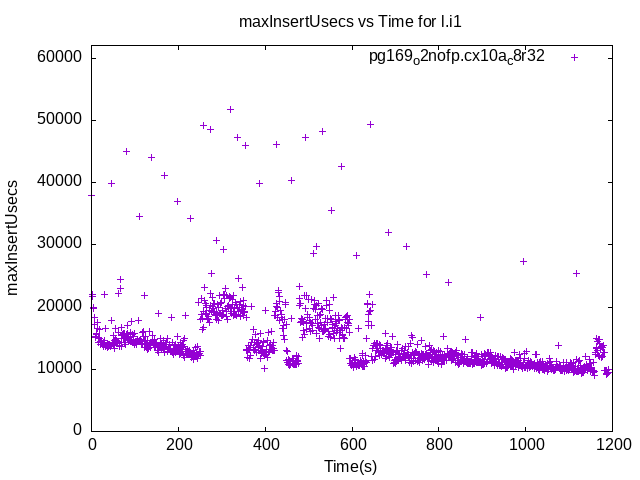 maxInsertUsecs vs Time for l.i1
pg169o2nofp.cx10ac8r32
60000
50000
40000
30000
20000
10000
0
maxInsertUsecs
0 200 400 600 800 1000 1200
Time(s)